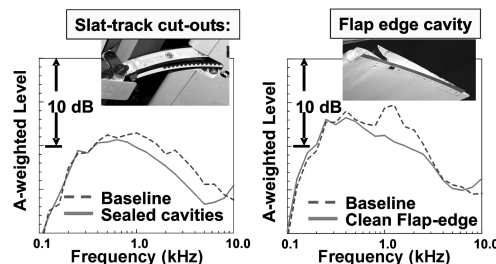 Slat-track cut-outs:
A-weighted Level
10 dB
Baseline
Sealed cavities
0.1
1.0
10.0
Frequency (kHz)
Flap edge cavity
A-weighted Level
10 dB
Baseline
Clean Flap-edge
0.1
1.0
10.0
Frequency (kHz)